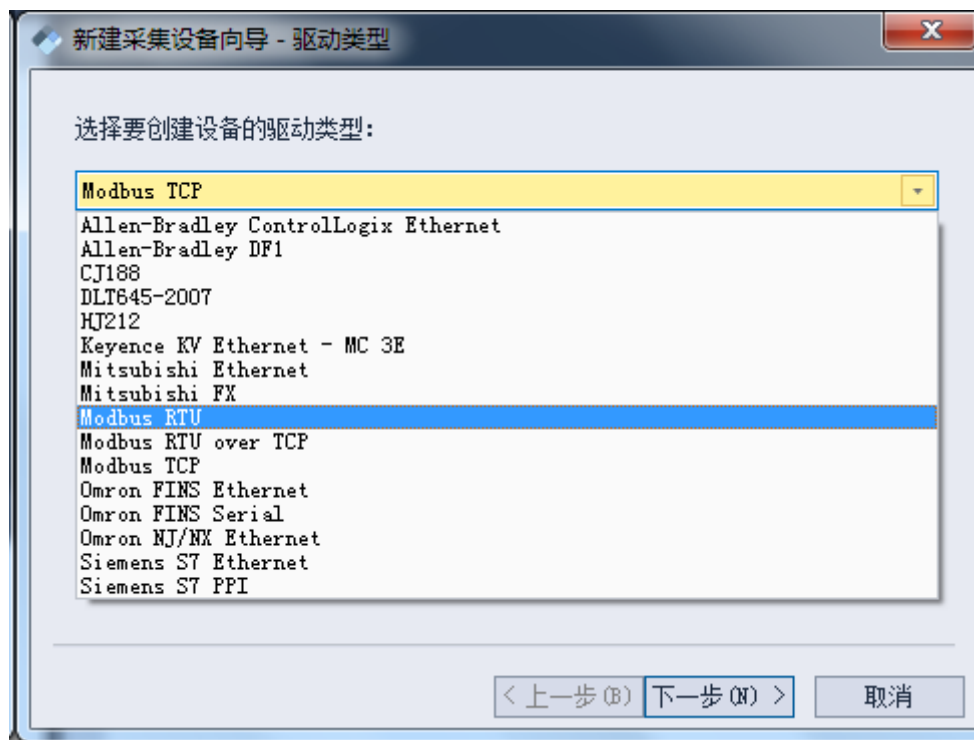 新建采集设备向导 - 驱动类型
选择要创建设备的驱动类型：
Modbus TCP
Allen-Bradley ControlLogix Ethernet
Allen-Bradley DF1
CJ188
DLT645-2007
HJ212
Keyence KV Ethernet - MC 3E
Mitsubishi Ethernet
Mitsubishi FX
Modbus RTU
Modbus RTU over TCP
Modbus TCP
Omron FINS Ethernet
Omron FINS Serial
Omron NJ/NX Ethernet
Siemens S7 Ethernet
Siemens S7 PPI
< 上一步(B) 下一步(N) > 取消